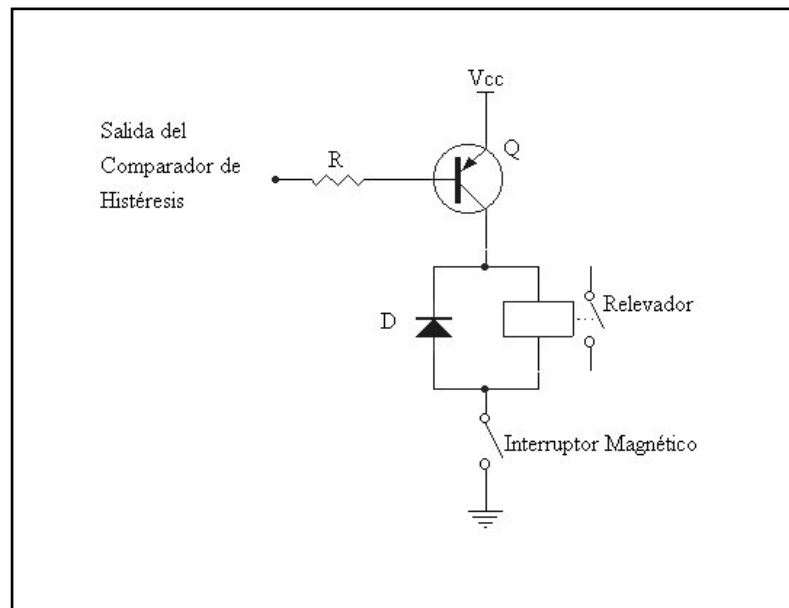 Vcc
Salida del
Comparador de
Histéresis
R
Q
D
Relevador
Interruptor Magnético